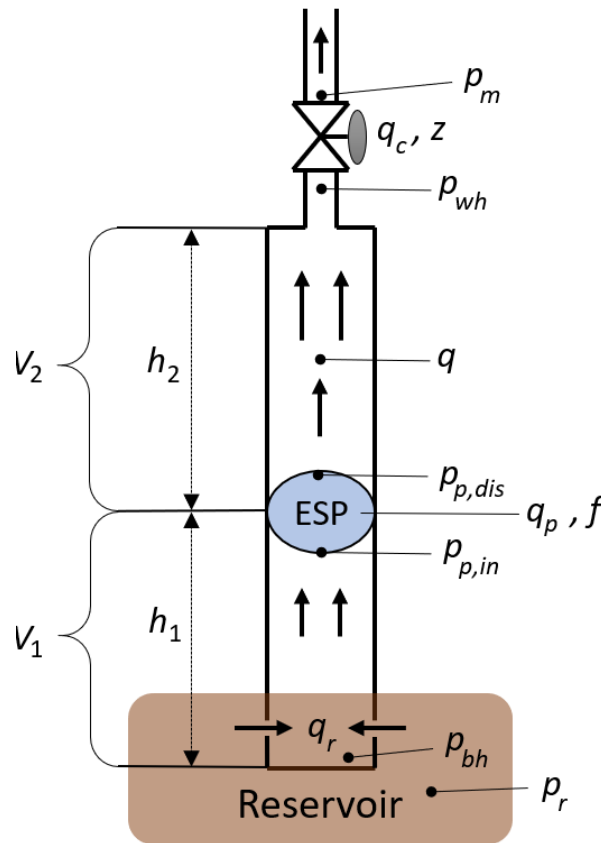 p_m
q_c , z
p_wh
h_2
V_2
q
p_p,dis
ESP
q_p , f
p_p,in
h_1
V_1
q_r
p_bh
Reservoir
p_r